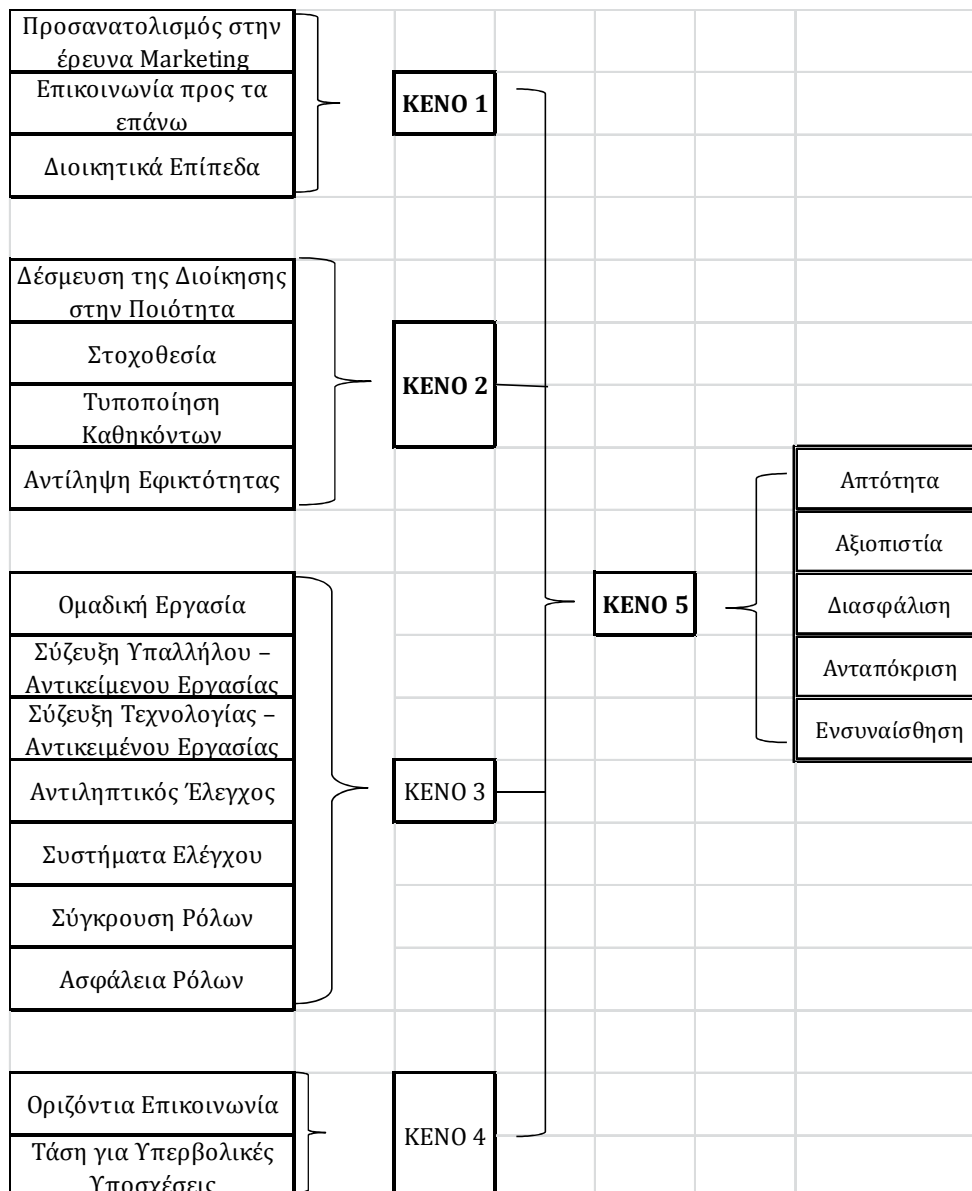 Προσανατολισμός στην
έρευνα Marketing
Επικοινωνία προς τα
επάνω
Διοικητικά Επίπεδα
ΚΕΝΟ 1
Δέσμευση της Διοίκησης
στην Ποιότητα
Στοχοθεσία
Τυποποίηση
Καθηκόντων
Αντίληψη Εφικτότητας
ΚΕΝΟ 2
Ομαδική Εργασία
Σύζευξη Υπαλλήλου –
Αντικείμενου Εργασίας
Σύζευξη Τεχνολογίας –
Αντικειμένου Εργασίας
Αντιληπτικός Έλεγχος
Συστήματα Ελέγχου
Σύγκρουση Ρόλων
Ασφάλεια Ρόλων
ΚΕΝΟ 3
Οριζόντια Επικοινωνία
Τάση για Υπερβολικές
Υποσχέσεις
ΚΕΝΟ 4
ΚΕΝΟ 5
Απτότητα
Αξιοπιστία
Διασφάλιση
Ανταπόκριση
Ενσυναίσθηση